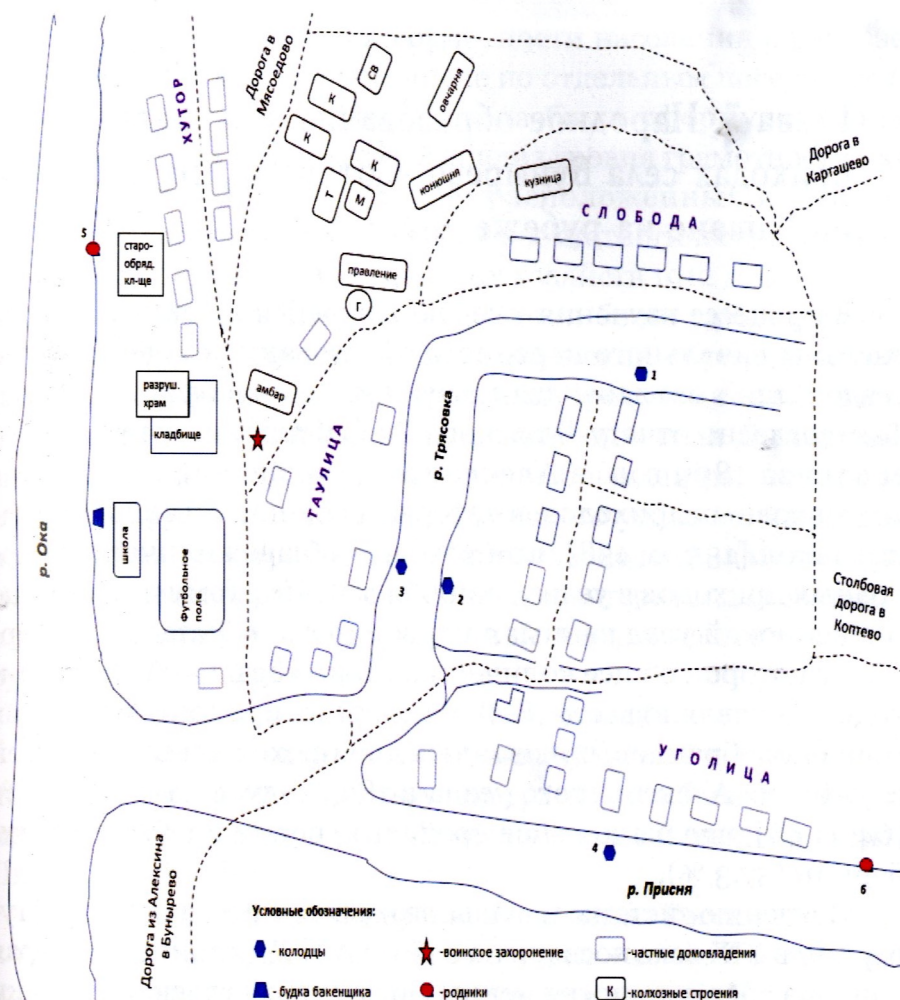 Дорога в
Мясоедово
ХУТОР
СВ
К
К
К
овчарня
Т
М
конюшня
кузница
Дорога в
Карташево
СЛОБОДА
5
старо-
обряд.
кл-ще
правление
Г
1
разруш.
храм
амбар
кладбище
ТАУЛИЦА
р. Трясовка
р. Ока
школа
Футбольное
поле
3
2
Столбовая
дорога в
Коптево
УГОЛИЦА
4
6
р. Присня
Дорога из Алексина
в Бунырево
Условные обозначения:
- колодцы
-воинское захоронение
-частные домовладения
- будка бакенщика
-родники
К
-колхозные строения